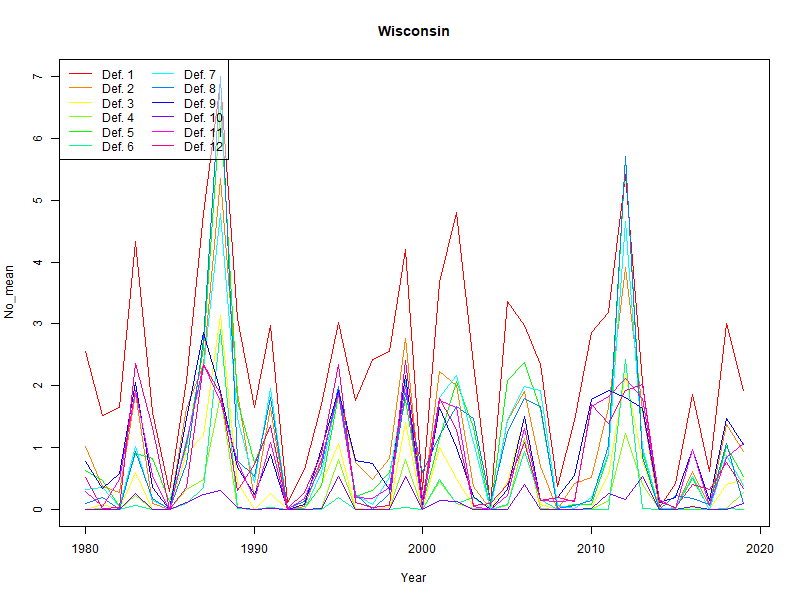 Wisconsin
Def. 1 Def. 7
Def. 2 Def. 8
Def. 3 Def. 9
Def. 4 Def. 10
Def. 5 Def. 11
Def. 6 Def. 12
7
6
5
4
3
2
1
0
No_mean
1980 1990 2000 2010 2020
Year